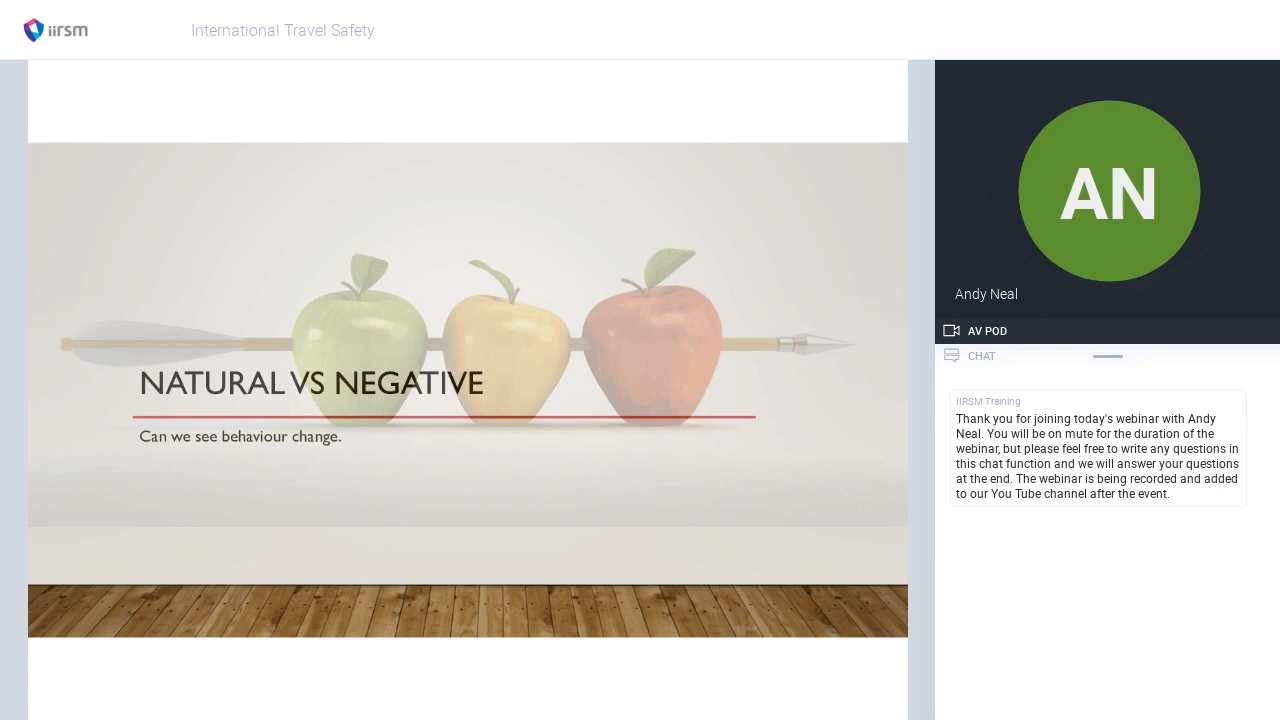 iirsm
International Travel Safety
NATURAL VS NEGATIVE
Can we see behaviour change.
AN
Andy Neal
AV POD
CHAT
IIRSM Training
Thank you for joining today's webinar with Andy
Neal. You will be on mute for the duration of the
webinar, but please feel free to write any questions in
this chat function and we will answer your questions
at the end. The webinar is being recorded and added
to our You Tube channel after the event.